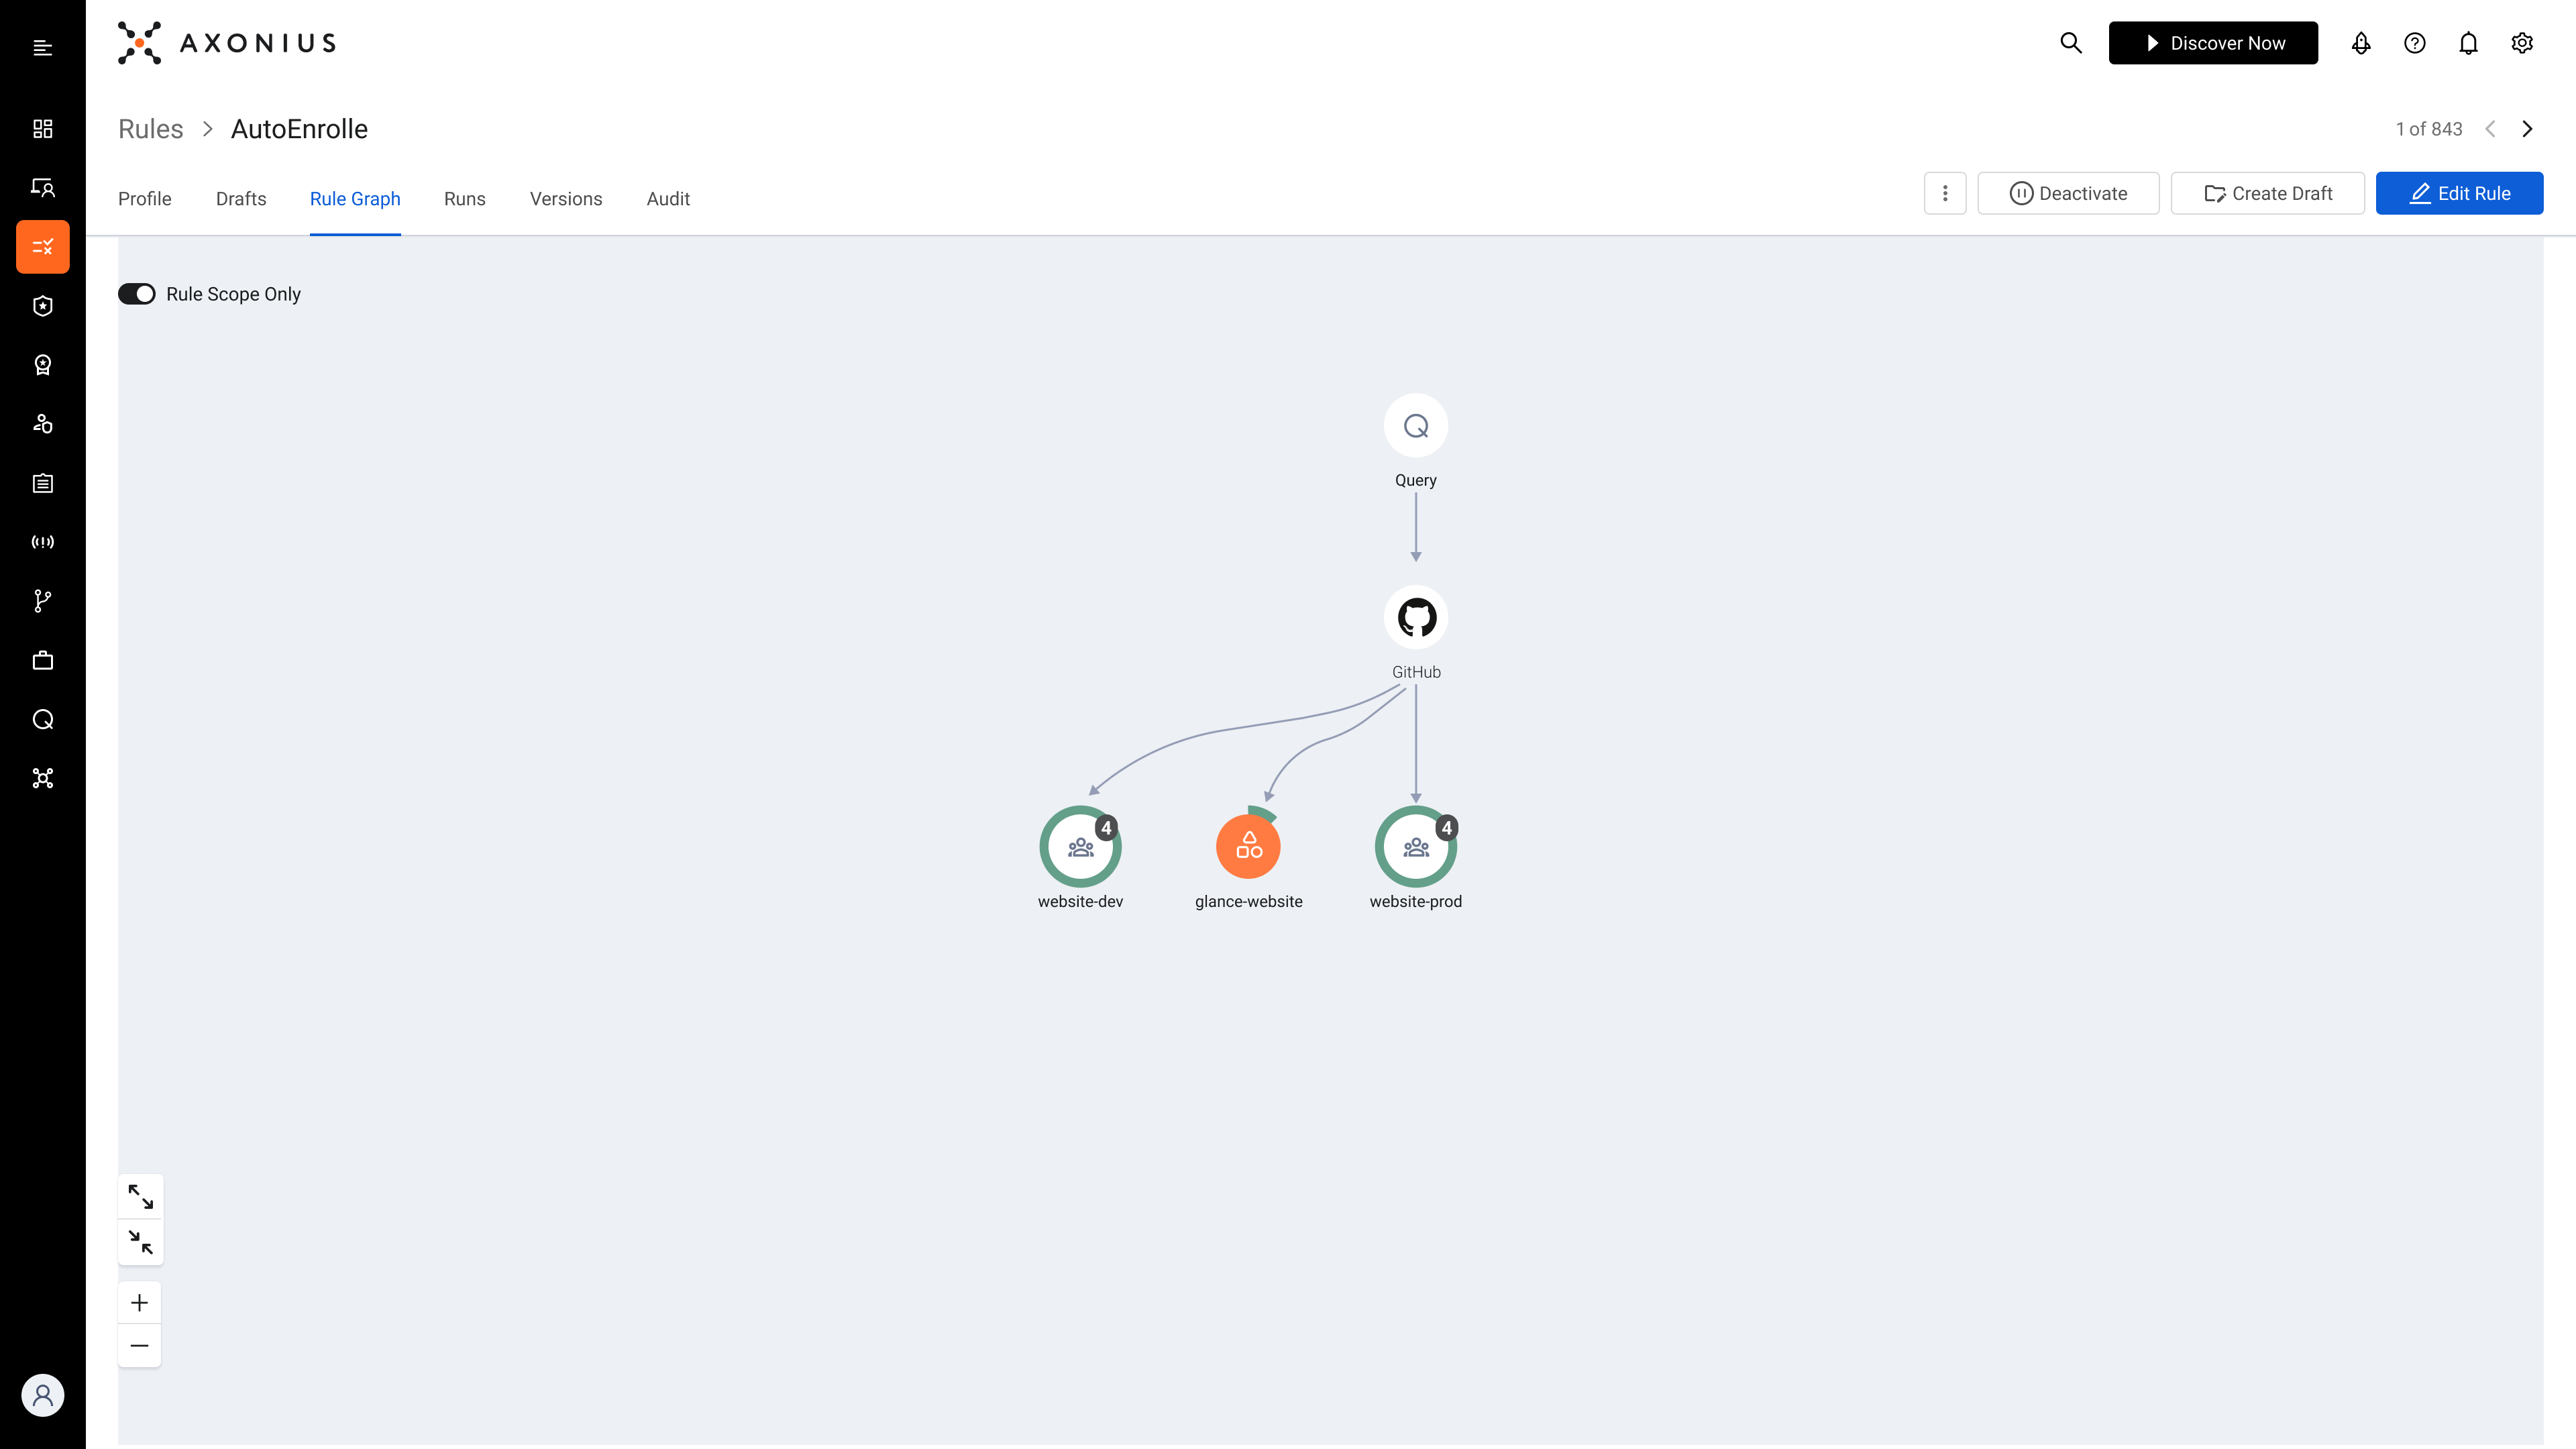 AXONIUS
Discover Now
Rules > AutoEnrolle
1 of 843
Profile
Drafts
Rule Graph
Runs
Versions
Audit
Deactivate
Create Draft
Edit Rule
Rule Scope Only
Query
GitHub
4
4
website-dev
glance-website
website-prod